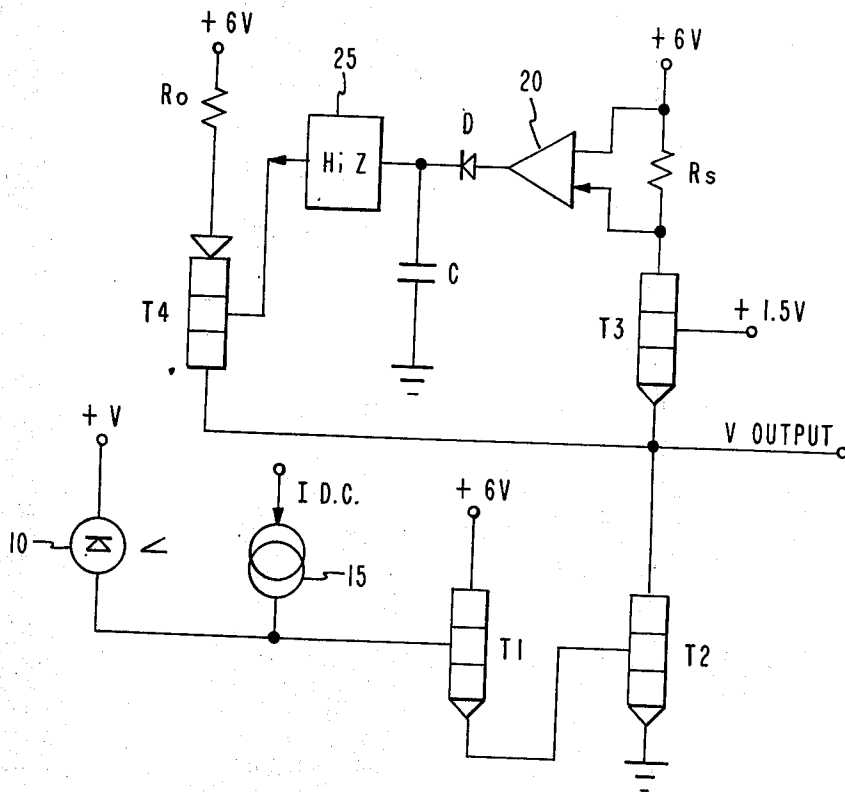 + 6V
25
20
+ 6V
Ro
D
Hi Z
Rs
C
T4
T3
+ 1.5V
+ V
V OUTPUT
I D.C.
+ 6V
10
15
T1
T2